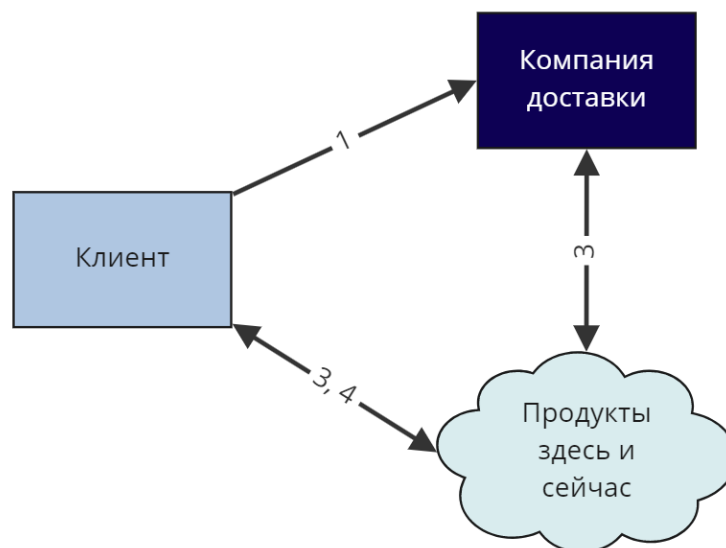 Компания
доставки
1
Клиент
3
3, 4
Продукты
здесь и
сейчас